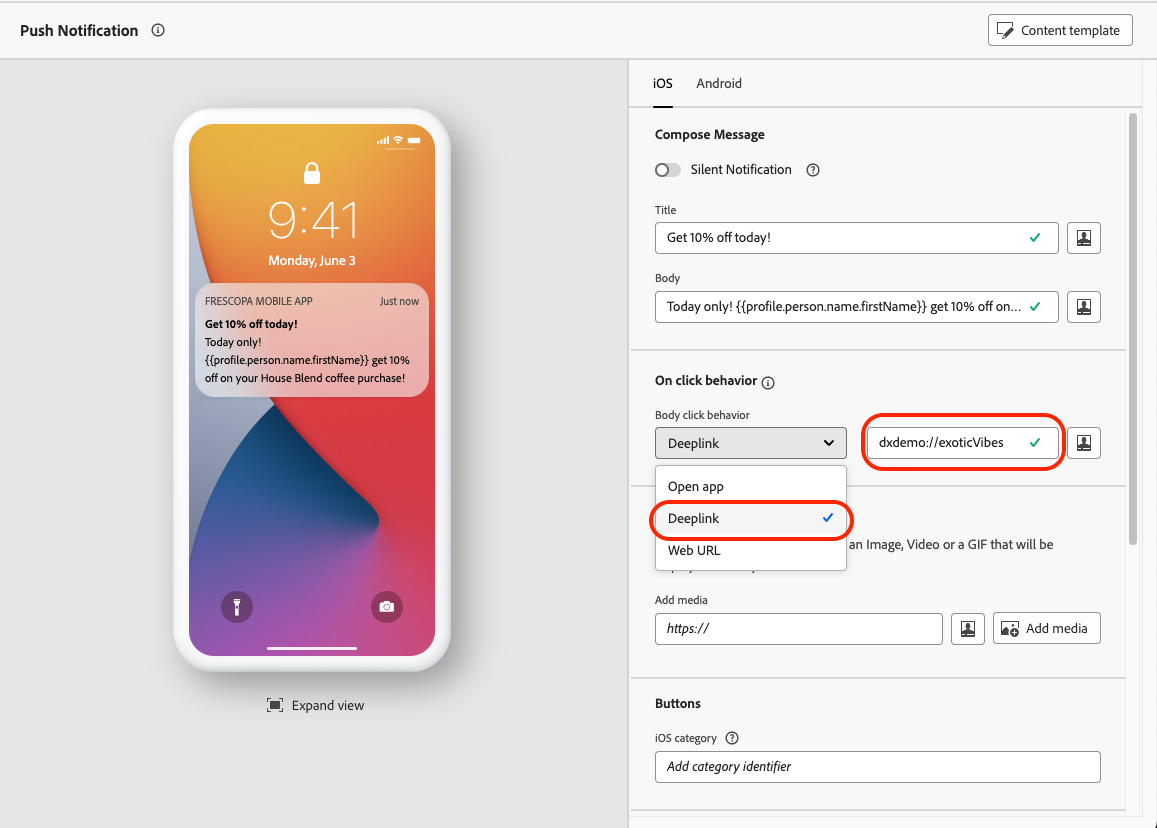 Push Notification
Content template
9:41
Monday, June 3
FRESCOPA MOBILE APP Just now
Get 10% off today!
Today only!
{{profile.person.name.firstName}} get 10%
off on your House Blend coffee purchase!
Expand view
iOS Android
Compose Message
Silent Notification
Title
Get 10% off today!
Body
Today only! {{profile.person.name.firstName}} get 10% off on...
On click behavior
Body click behavior
Deeplink dxdemo://exoticVibes
Open app
Deeplink
Web URL
an Image, Video or a GIF that will be
Add media
https:// Add media
Buttons
iOS category
Add category identifier